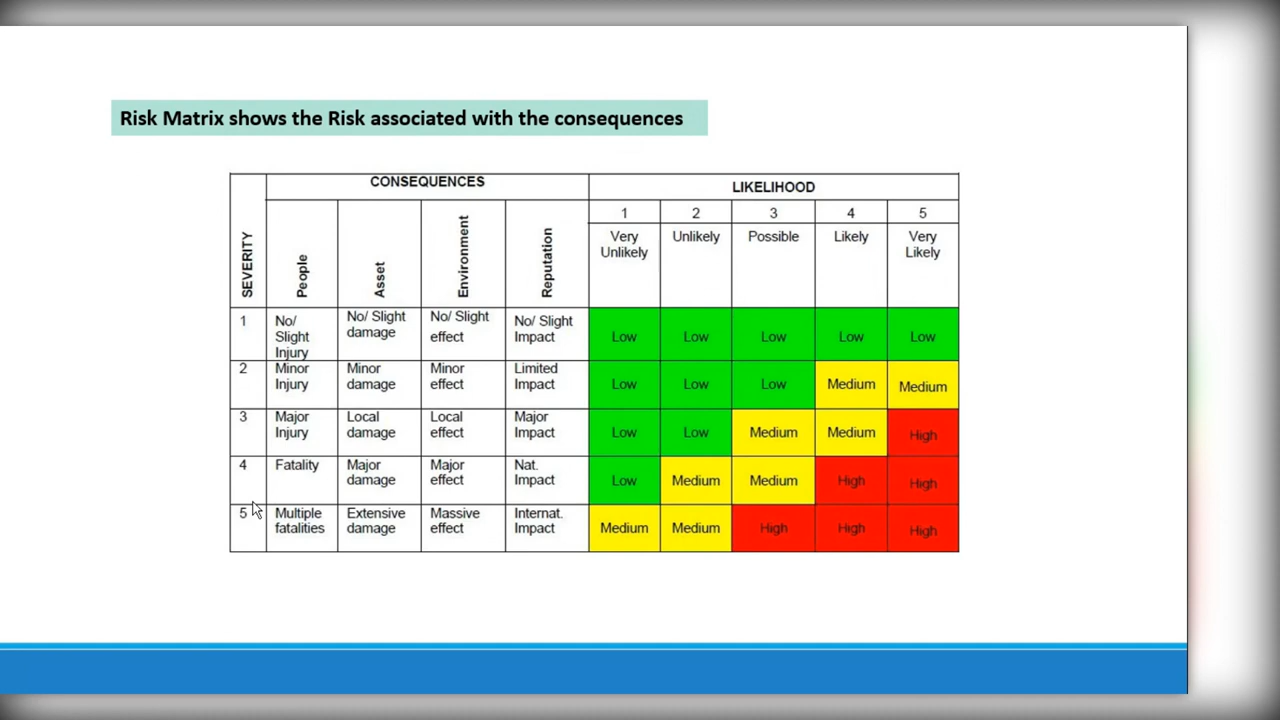 Risk Matrix shows the Risk associated with the consequences
SEVERITY
CONSEQUENCES
LIKELIHOOD
People
Asset
Environment
Reputation
1 2 3 4 5
Very Unlikely
Unlikely
Possible
Likely
Very Likely
1
No/ Slight Injury
No/ Slight damage
No/ Slight effect
No/ Slight Impact
Low Low Low Low Low
2
Minor Injury
Minor damage
Minor effect
Limited Impact
Low Low Low Medium Medium
3
Major Injury
Local damage
Local effect
Major Impact
Low Low Medium Medium High
4
Fatality
Major damage
Major effect
Nat. Impact
Low Medium Medium High High
5
Multiple fatalities
Extensive damage
Massive effect
Internat. Impact
Medium Medium High High High